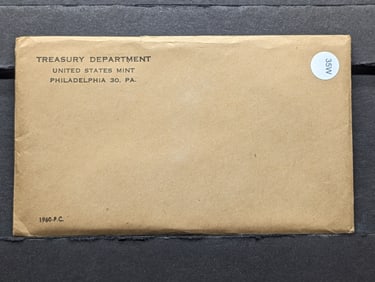 TREASURY DEPARTMENT
UNITED STATES MINT
PHILADELPHIA 30, PA.
35W
1960-P.C.